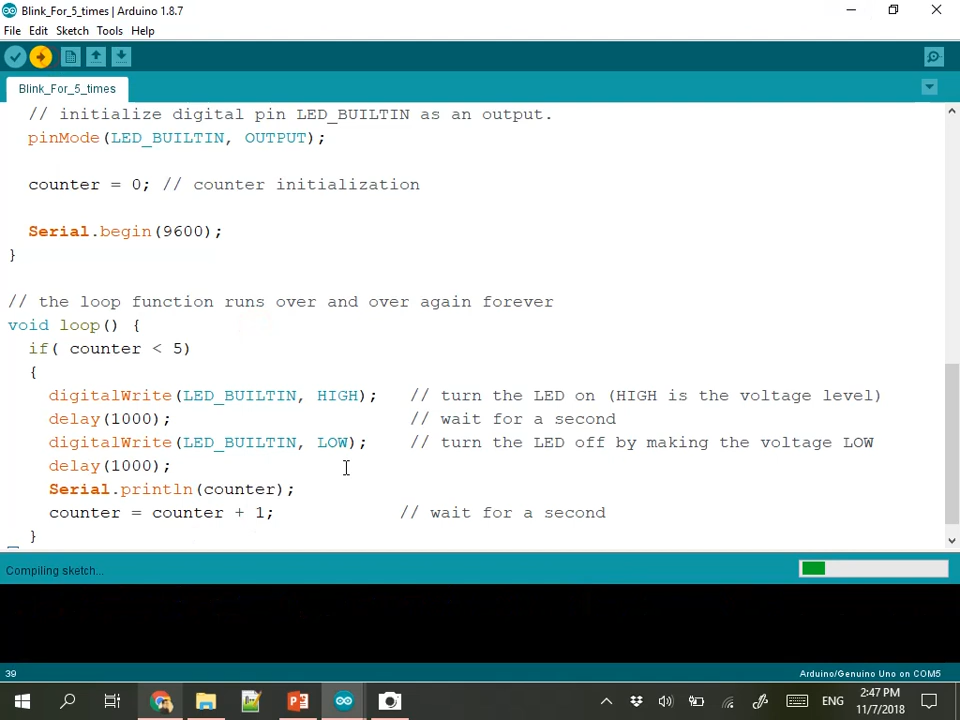 Blink_For_5_times | Arduino 1.8.7
File Edit Sketch Tools Help
Blink_For_5_times
// initialize digital pin LED_BUILTIN as an output.
pinMode(LED_BUILTIN, OUTPUT);
counter = 0; // counter initialization
Serial.begin(9600);
}
// the loop function runs over and over again forever
void loop() {
if( counter < 5)
{
digitalWrite(LED_BUILTIN, HIGH); // turn the LED on (HIGH is the voltage level)
delay(1000); // wait for a second
digitalWrite(LED_BUILTIN, LOW); // turn the LED off by making the voltage LOW
delay(1000);
Serial.println(counter);
counter = counter + 1; // wait for a second
}
Compiling sketch...
39 Arduino/Genuino Uno on COM5
ENG 2:47 PM
11/7/2018